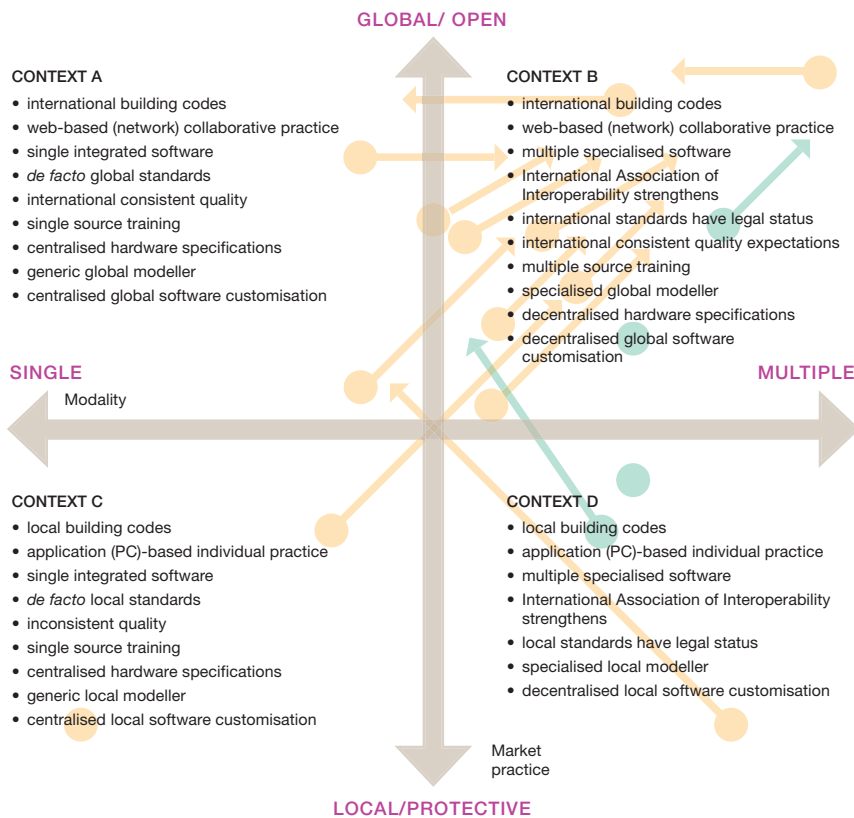 GLOBAL/ OPEN
CONTEXT A
• international building codes
• web-based (network) collaborative practice
• single integrated software
• de facto global standards
• international consistent quality
• single source training
• centralised hardware specifications
• generic global modeller
• centralised global software customisation
CONTEXT B
• international building codes
• web-based (network) collaborative practice
• multiple specialised software
• International Association of
Interoperability strengthens
• international standards have legal status
• international consistent quality expectations
• multiple source training
• specialised global modeller
• decentralised hardware specifications
• decentralised global software
customisation
SINGLE
MULTIPLE
Modality
CONTEXT C
• local building codes
• application (PC)-based individual practice
• single integrated software
• de facto local standards
• inconsistent quality
• single source training
• centralised hardware specifications
• generic local modeller
• centralised local software customisation
CONTEXT D
• local building codes
• application (PC)-based individual practice
• multiple specialised software
• International Association of Interoperability
strengthens
• local standards have legal status
• specialised local modeller
• decentralised local software customisation
Market
practice
LOCAL/PROTECTIVE